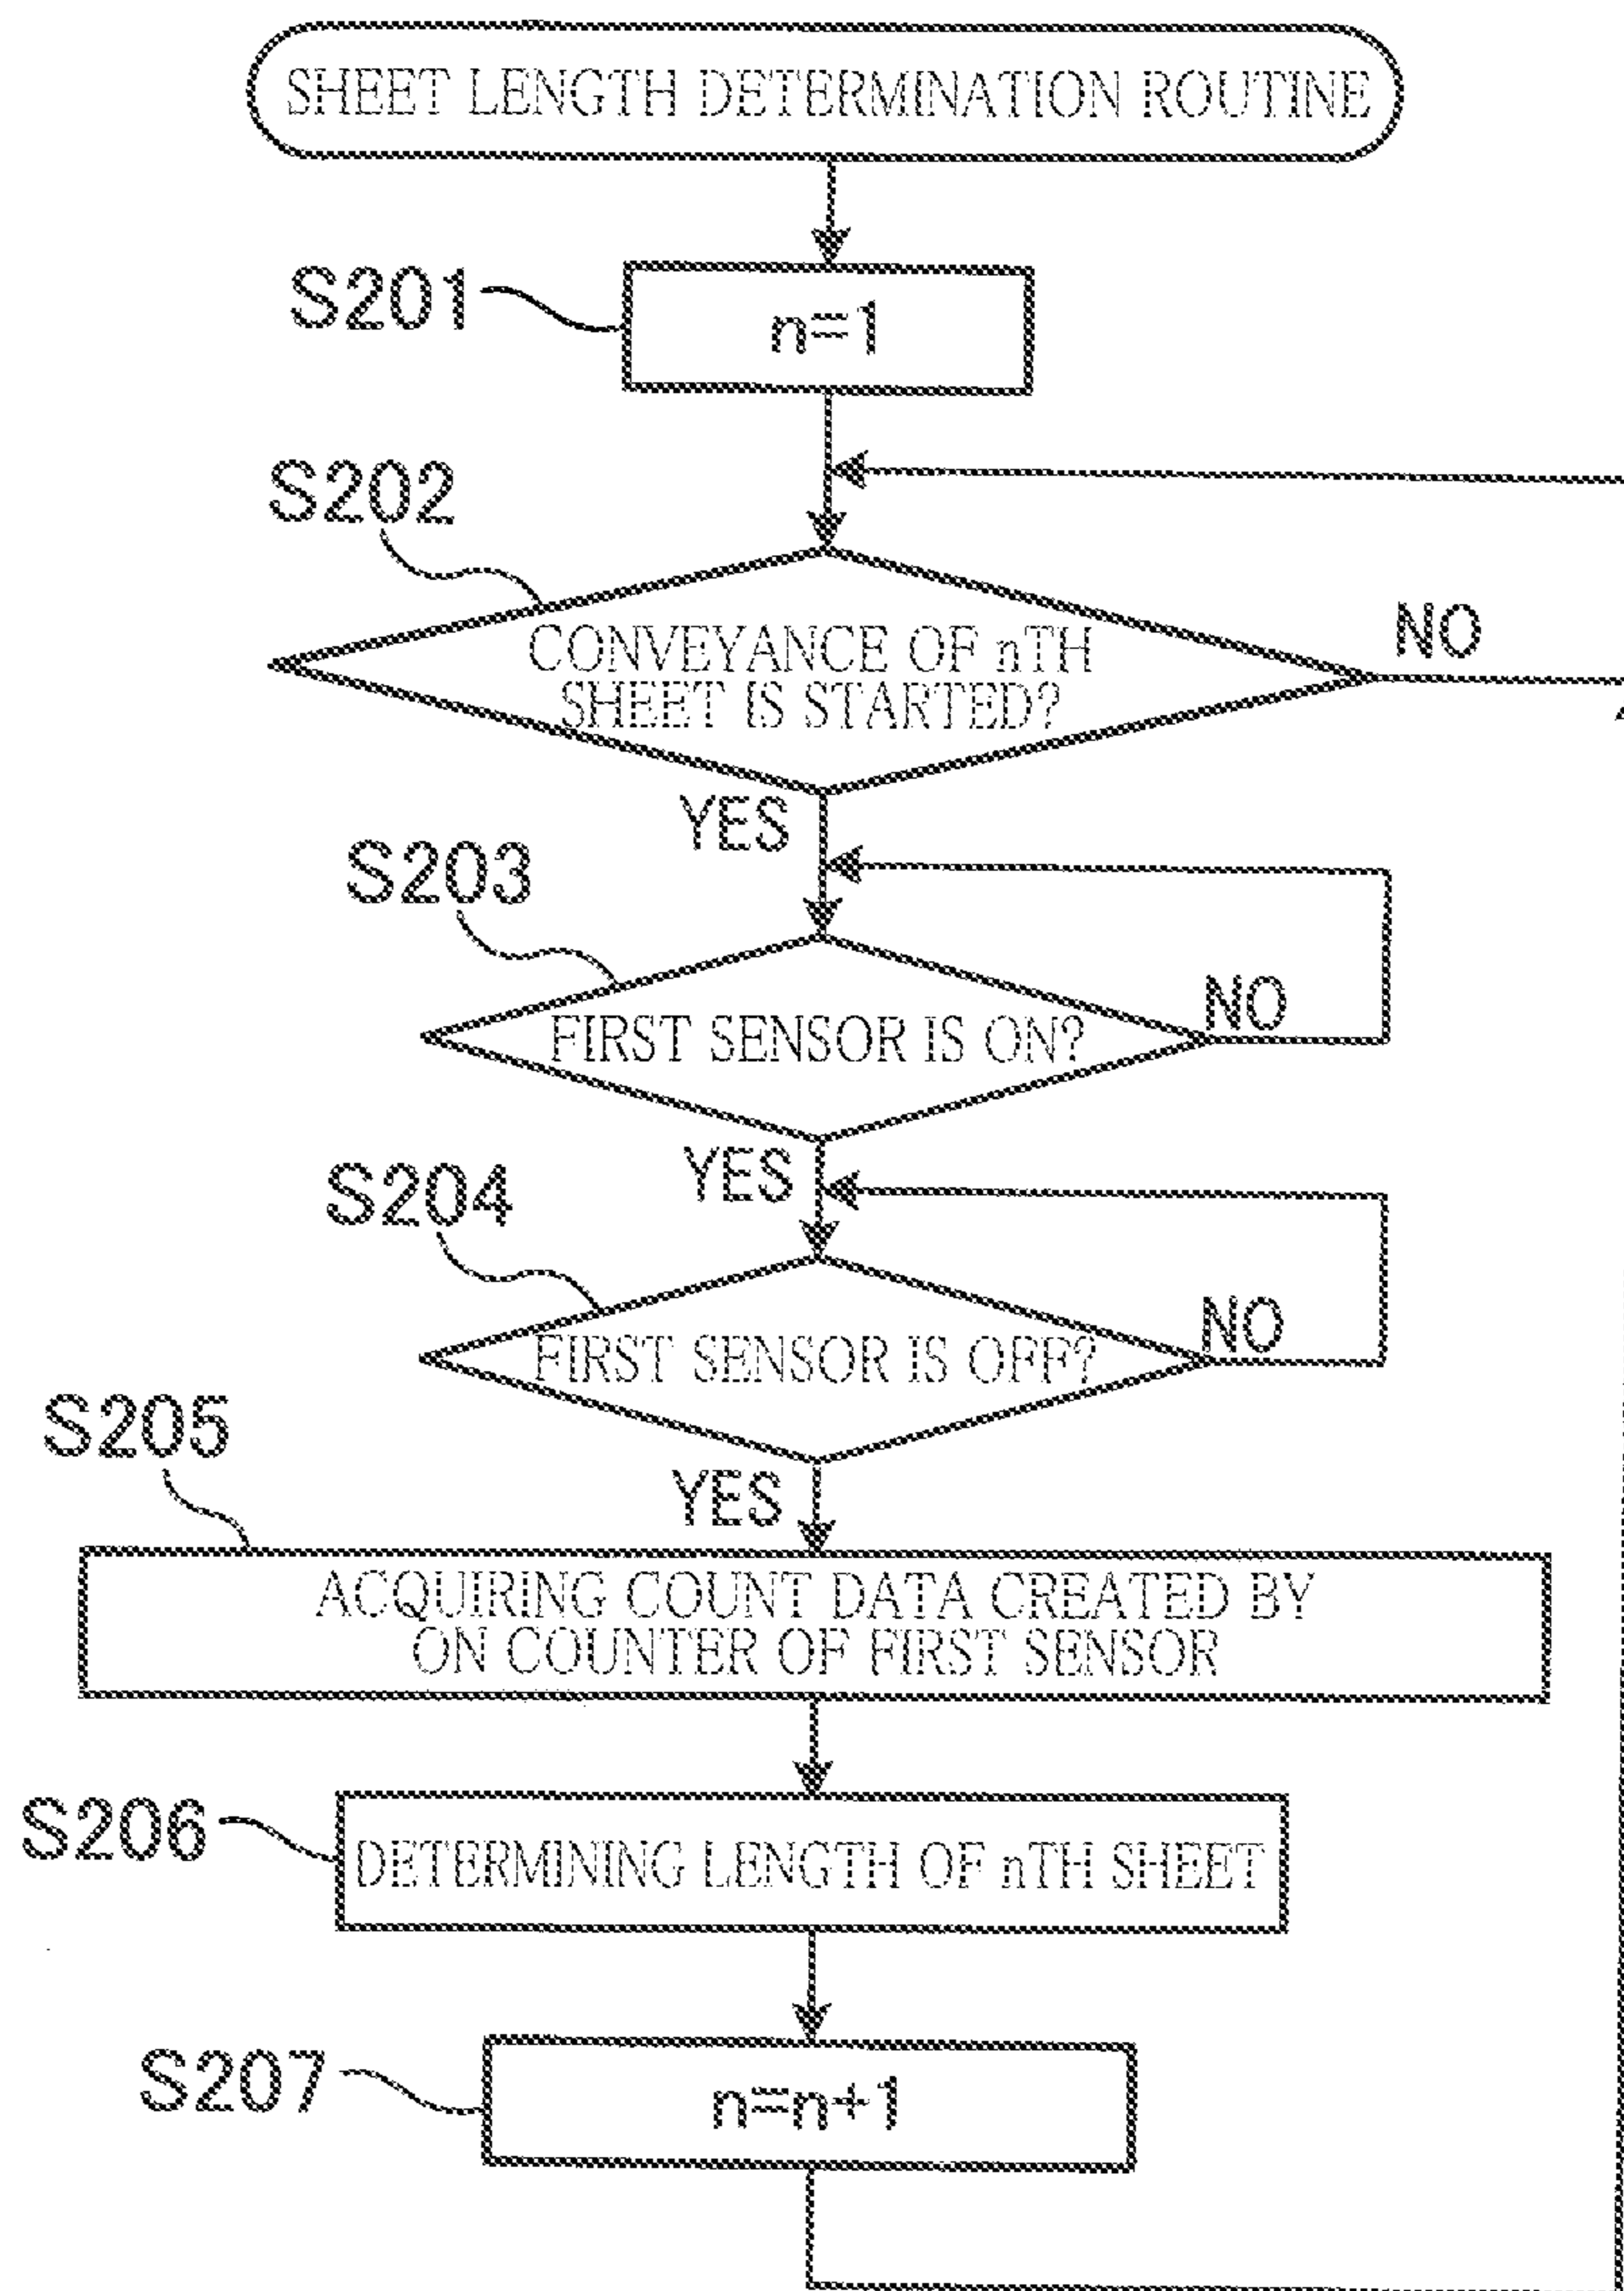 SHEET LENGTH DETERMINATION ROUTINE
S201
n=1
S202
CONVEYANCE OF nTH
SHEET IS STARTED?
NO
YES
S203
FIRST SENSOR IS ON?
NO
YES
S204
FIRST SENSOR IS OFF?
NO
YES
S205
ACQUIRING COUNT DATA CREATED BY
ON COUNTER OF FIRST SENSOR
S206
DETERMINING LENGTH OF nTH SHEET
S207
n=n+1